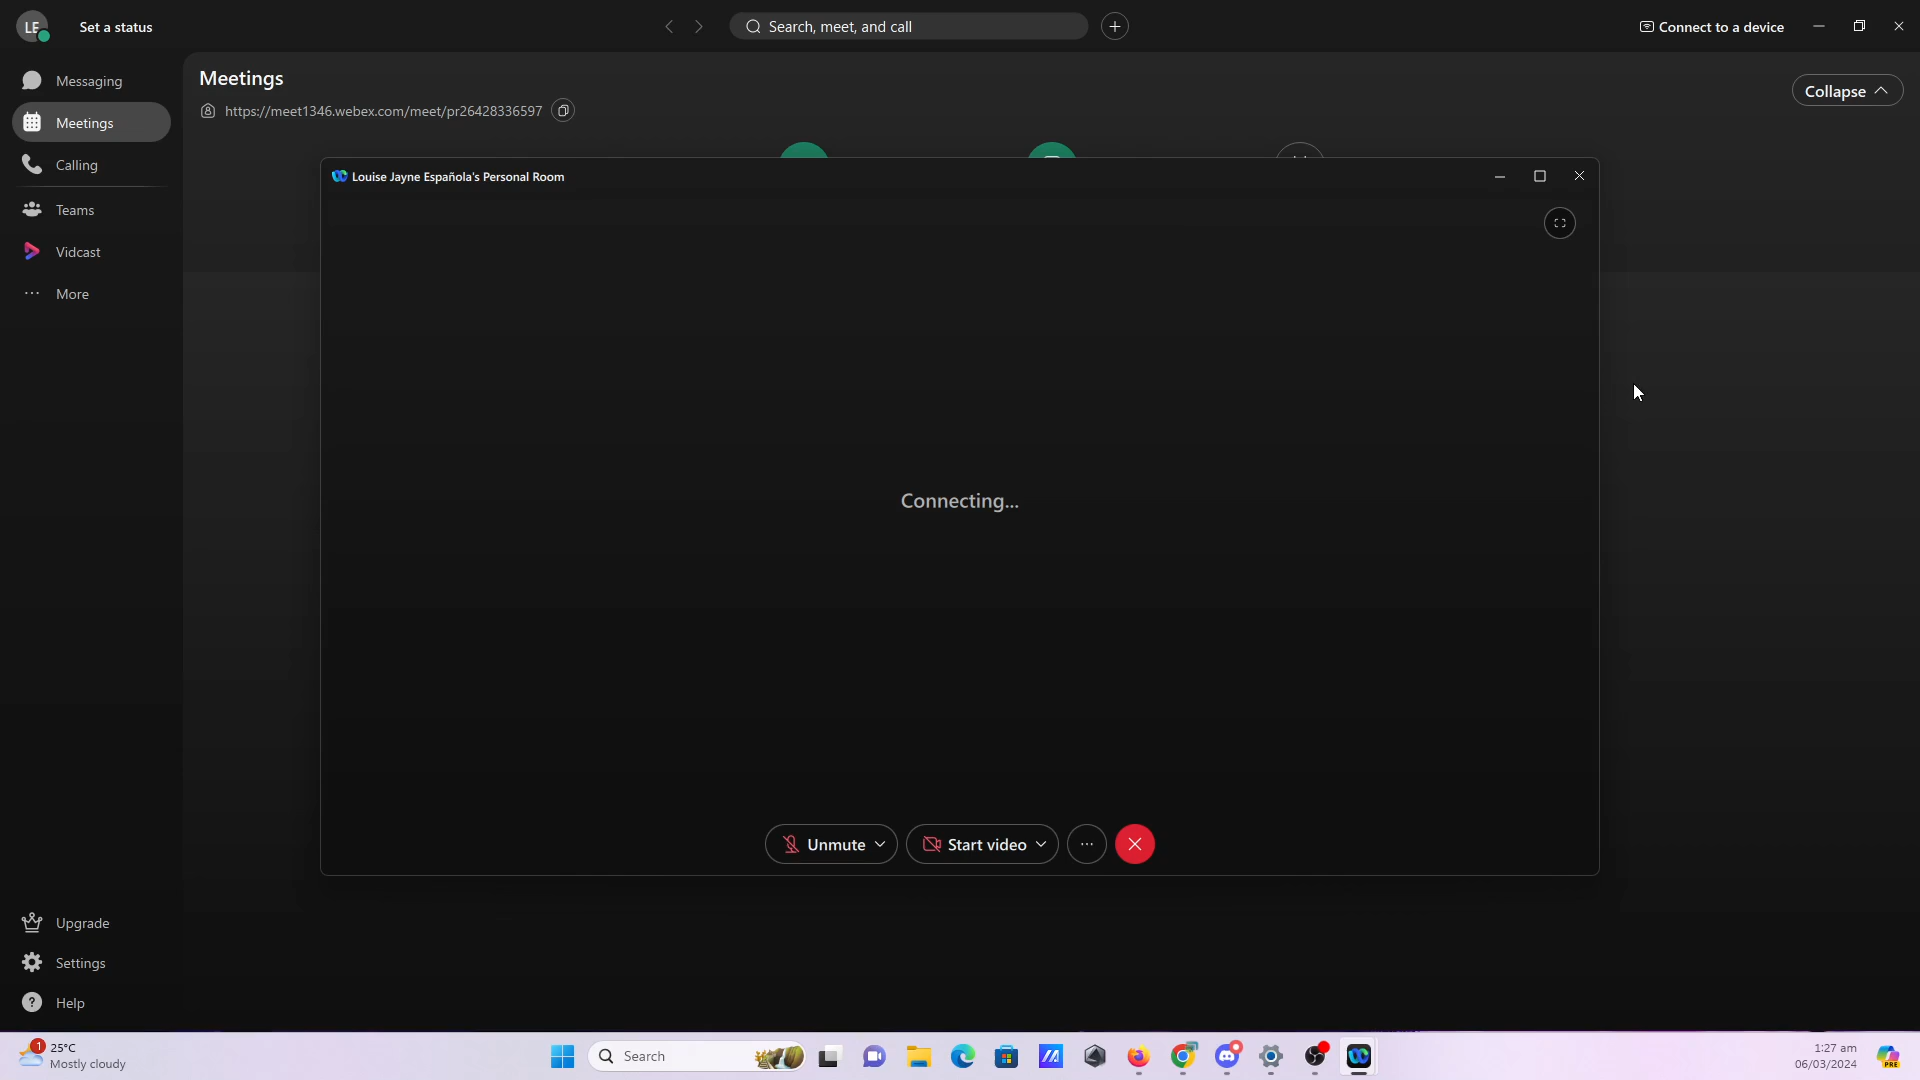 LE
Set a status
Search, meet, and call
Connect to a device
Messaging
Meetings
Calling
Teams
Vidcast
More
Meetings
https://meet1346.webex.com/meet/pr26428336597
Collapse
Louise Jayne Española's Personal Room
Connecting...
Unmute
Start video
Upgrade
Settings
Help
1
25°C
Mostly cloudy
Search
1:27 am
06/03/2024
PRE